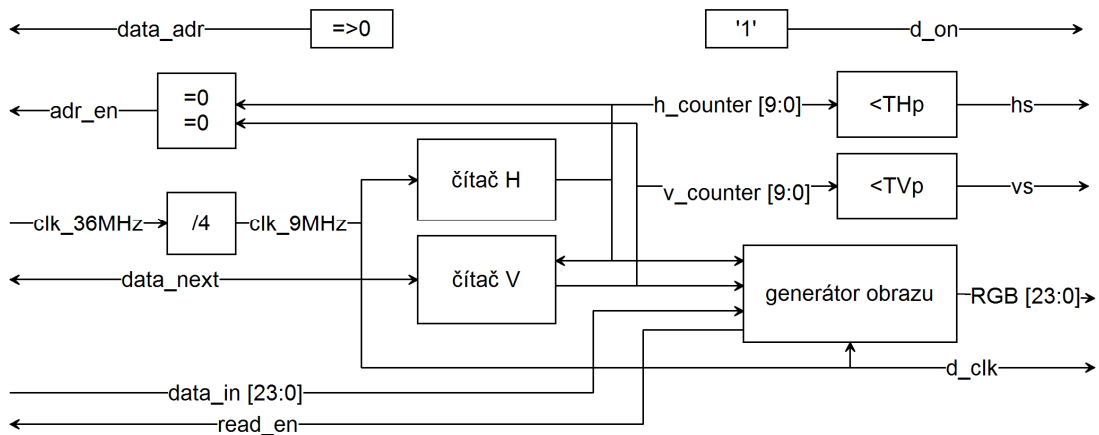 data_adr
=>0
'1'
d_on
adr_en
=0
=0
h_counter [9:0]
<THp
hs
čítač H
v_counter [9:0]
<TVp
vs
clk_36MHz
/4
clk_9MHz
data_next
čítač V
generátor obrazu
RGB [23:0]
d_clk
data_in [23:0]
read_en